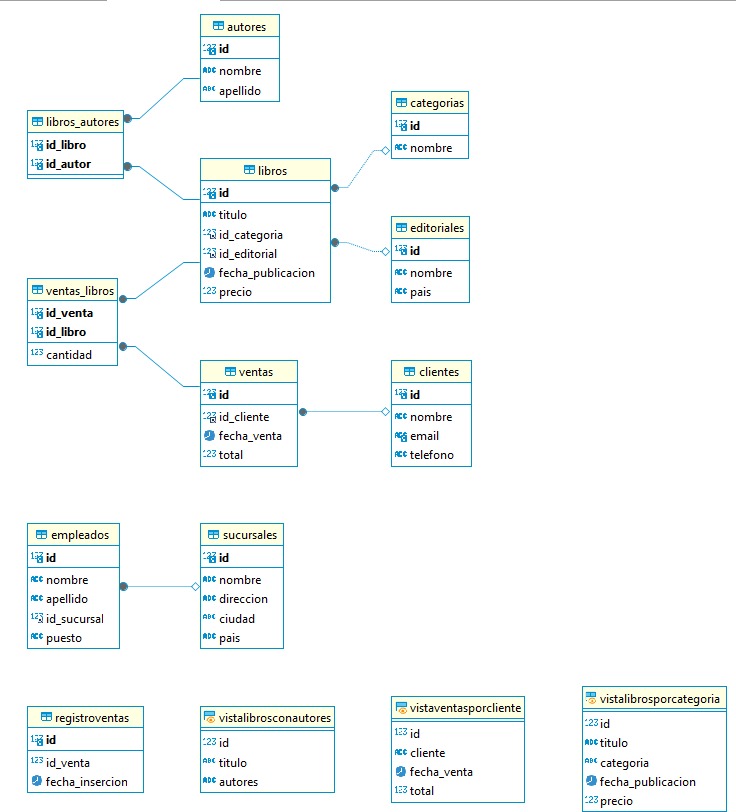 autores
id
nombre
apellido
libros_autores
id_libro
id_autor
categorias
id
nombre
libros
id
titulo
id_categoria
id_editorial
fecha_publicacion
precio
editoriales
id
nombre
pais
ventas_libros
id_venta
id_libro
cantidad
ventas
id
id_cliente
fecha_venta
total
clientes
id
nombre
email
telefono
empleados
id
nombre
apellido
id_sucursal
puesto
sucursales
id
nombre
direccion
ciudad
pais
registroventas
id
id_venta
fecha_insercion
vistalibrosconautores
id
titulo
autores
vistaventasporcliente
id
cliente
fecha_venta
total
vistalibrosporcategoria
id
titulo
categoria
fecha_publicacion
precio